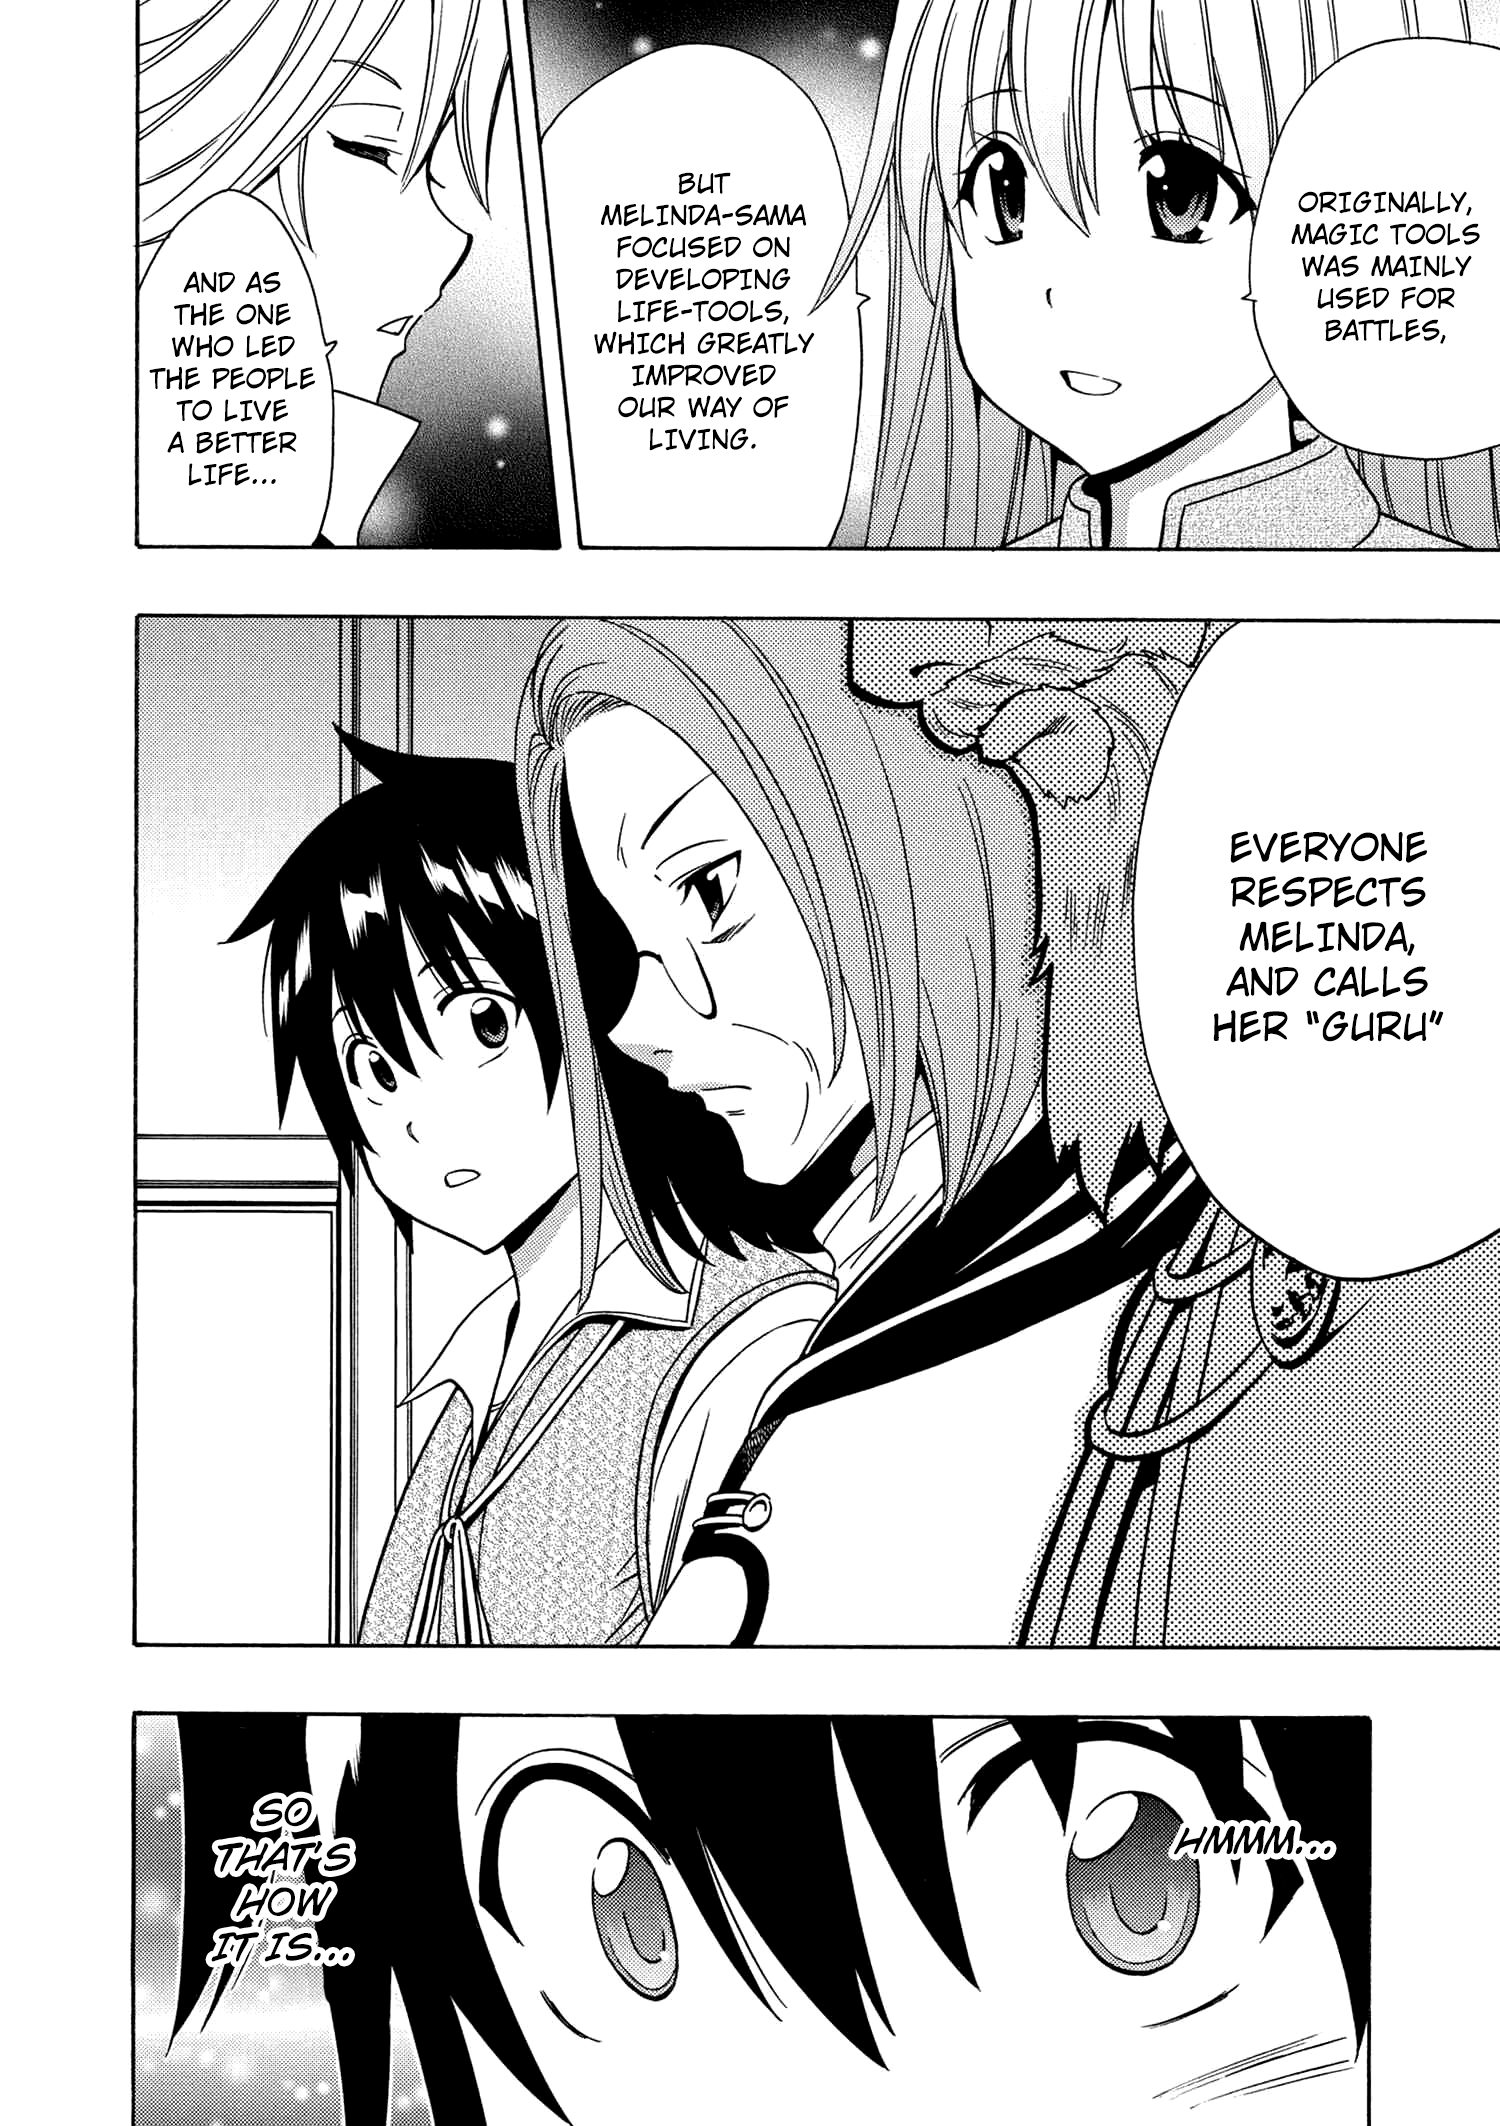 ORIGINALLY,
MAGIC TOOLS
WAS MAINLY
USED FOR
BATTLES,
BUT
MELINDA-SAMA
FOCUSED ON
DEVELOPING
LIFE-TOOLS,
WHICH GREATLY
IMPROVED
OUR WAY OF
LIVING.
AND AS
THE ONE
WHO LED
THE PEOPLE
TO LIVE
A BETTER
LIFE...
EVERYONE
RESPECTS
MELINDA,
AND CALLS
HER "GURU"
HMMM...
SO
THAT'S
HOW
IT IS...